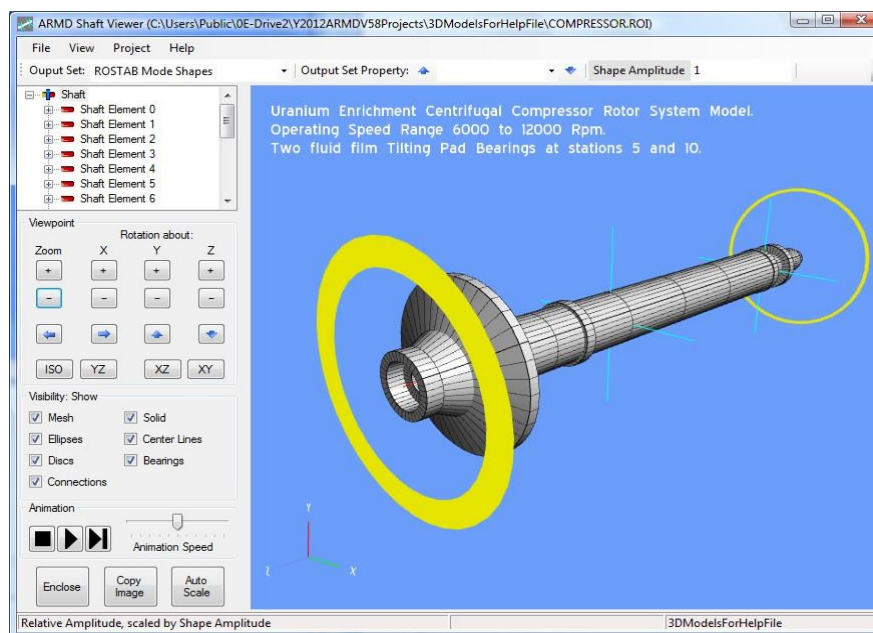 ARMD Shaft Viewer (C:\Users\Public\0E-Drive2\Y2012ARMDV58Projects\3DModelsForHelpFile\COMPRESSOR.ROI)
File View Project Help
Ouput Set: ROSTAB Mode Shapes Output Set Property: Shape Amplitude 1
Shaft
Shaft Element 0
Shaft Element 1
Shaft Element 2
Shaft Element 3
Shaft Element 4
Shaft Element 5
Shaft Element 6
Uranium Enrichment Centrifugal Compressor Rotor System Model.
Operating Speed Range 6000 to 12000 Rpm.
Two fluid film Tilting Pad Bearings at stations 5 and 10.
Viewpoint
Rotation about:
Zoom X Y Z
+ + + +
- - - -
ISO YZ XZ XY
Visibility: Show
Mesh Solid
Ellipses Center Lines
Discs Bearings
Connections
Animation
Animation Speed
Enclose Copy Image Auto Scale
Y
Z X
Relative Amplitude, scaled by Shape Amplitude 3DModelsForHelpFile